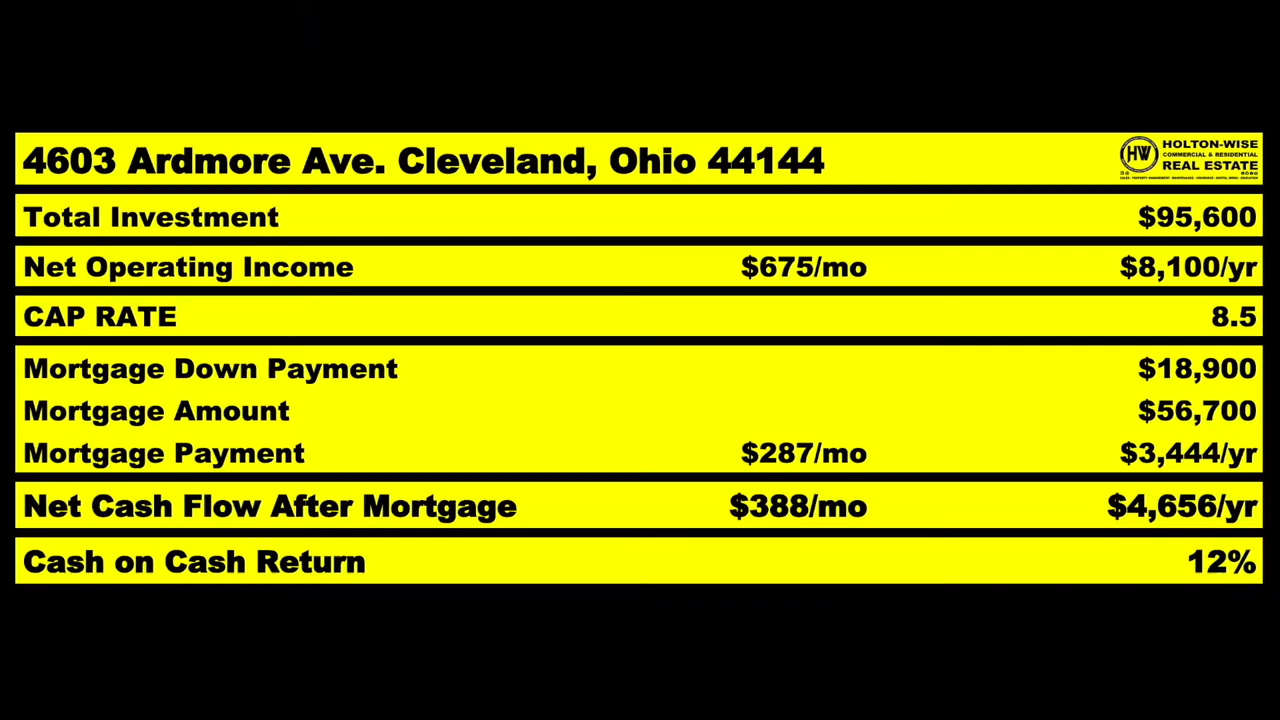 4603 Ardmore Ave. Cleveland, Ohio 44144
HW HOLTON-WISE
COMMERCIAL & RESIDENTIAL
REAL ESTATE
Total Investment $95,600
Net Operating Income $675/mo $8,100/yr
CAP RATE 8.5
Mortgage Down Payment $18,900
Mortgage Amount $56,700
Mortgage Payment $287/mo $3,444/yr
Net Cash Flow After Mortgage $388/mo $4,656/yr
Cash on Cash Return 12%